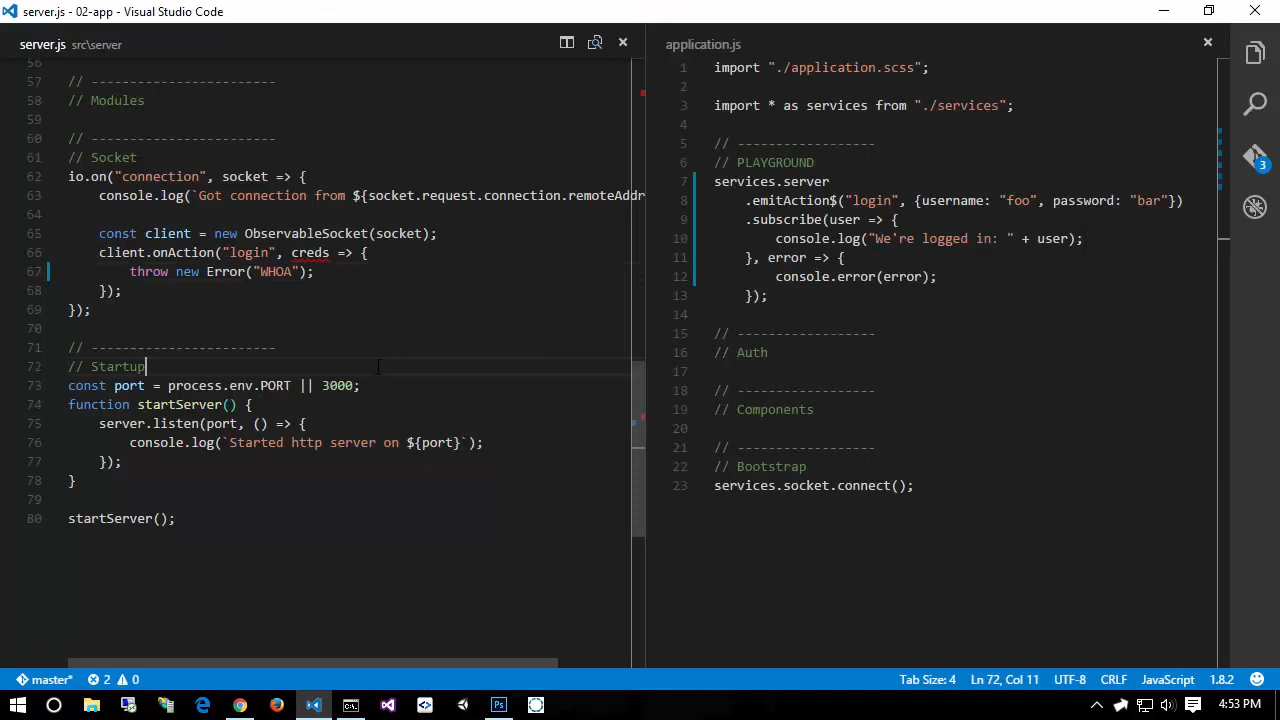 server.js - 02-app - Visual Studio Code
server.js src\server
56
57 // ------------------------
58 // Modules
59
60 // ------------------------
61 // Socket
62 io.on("connection", socket => {
63 console.log(`Got connection from ${socket.request.connection.remoteAddr
64
65 const client = new ObservableSocket(socket);
66 client.onAction("login", creds => {
67 throw new Error("WHOA");
68 });
69 });
70
71 // ------------------------
72 // Startup
73 const port = process.env.PORT || 3000;
74 function startServer() {
75 server.listen(port, () => {
76 console.log(`Started http server on ${port}`);
77 });
78 }
79
80 startServer();
application.js
1 import "./application.scss";
2
3 import * as services from "./services";
4
5 // ------------------
6 // PLAYGROUND
7 services.server
8 .emitAction$("login", {username: "foo", password: "bar"})
9 .subscribe(user => {
10 console.log("We're logged in: " + user);
11 }, error => {
12 console.error(error);
13 });
14
15 // ------------------
16 // Auth
17
18 // ------------------
19 // Components
20
21 // ------------------
22 // Bootstrap
23 services.socket.connect();
3
master* 2 0 Tab Size: 4 Ln 72, Col 11 UTF-8 CRLF JavaScript 1.8.2
Ps 4:53 PM